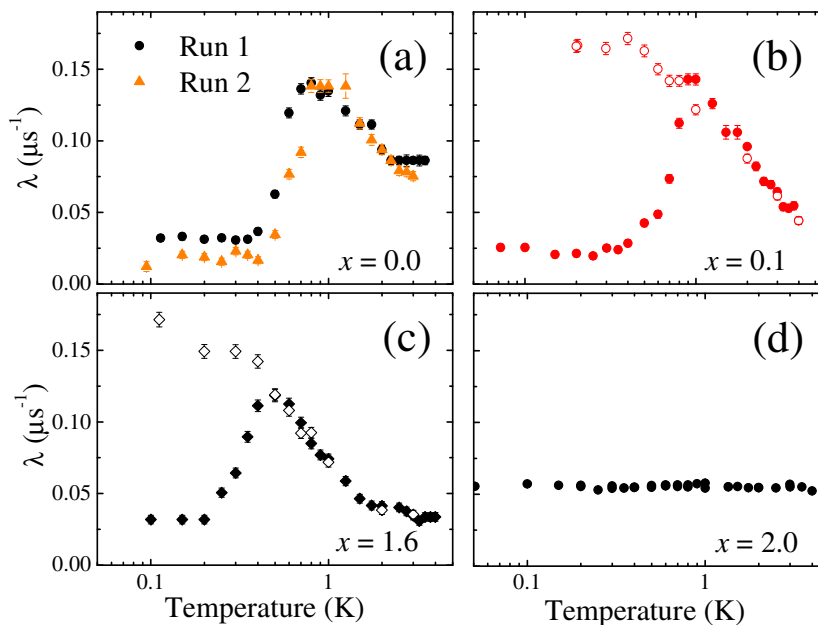 Run 1
Run 2
(a)
(b)
0.15
0.10
0.05
0.00
λ (μs⁻¹)
x = 0.0
x = 0.1
(c)
(d)
0.15
0.10
0.05
0.00
λ (μs⁻¹)
x = 1.6
x = 2.0
0.1
1
0.1
1
Temperature (K)
Temperature (K)